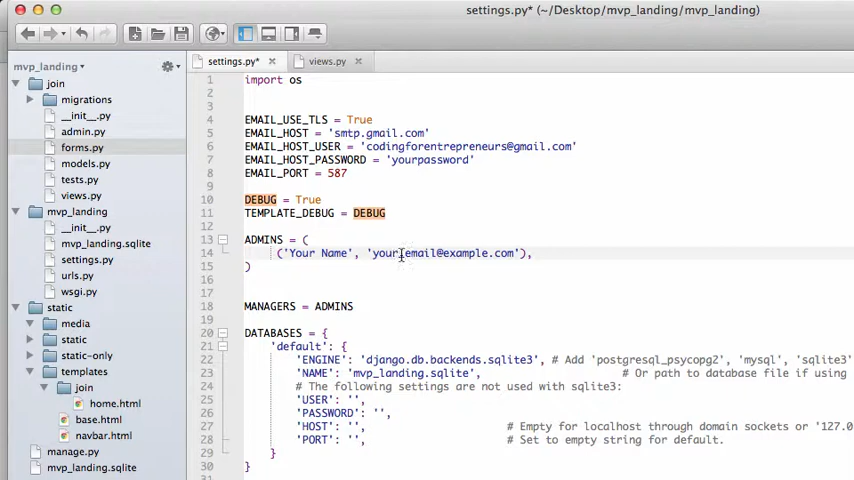 settings.py* (~/Desktop/mvp_landing/mvp_landing)
mvp_landing
join
migrations
__init__.py
admin.py
forms.py
models.py
tests.py
views.py
mvp_landing
__init__.py
mvp_landing.sqlite
settings.py
urls.py
wsgi.py
static
media
static
static-only
templates
join
home.html
base.html
navbar.html
manage.py
mvp_landing.sqlite
settings.py*
views.py
1 import os
2
3
4 EMAIL_USE_TLS = True
5 EMAIL_HOST = 'smtp.gmail.com'
6 EMAIL_HOST_USER = 'codingforentrepreneurs@gmail.com'
7 EMAIL_HOST_PASSWORD = 'yourpassword'
8 EMAIL_PORT = 587
9
10 DEBUG = True
11 TEMPLATE_DEBUG = DEBUG
12
13 ADMINS = (
14 ('Your Name', 'your_email@example.com'),
15 )
16
17
18 MANAGERS = ADMINS
19
20 DATABASES = {
21 'default': {
22 'ENGINE': 'django.db.backends.sqlite3', # Add 'postgresql_psycopg2', 'mysql', 'sqlite3'
23 'NAME': 'mvp_landing.sqlite', # Or path to database file if using
24 # The following settings are not used with sqlite3:
25 'USER': '',
26 'PASSWORD': '',
27 'HOST': '', # Empty for localhost through domain sockets or '127.0
28 'PORT': '', # Set to empty string for default.
29 }
30 }
31